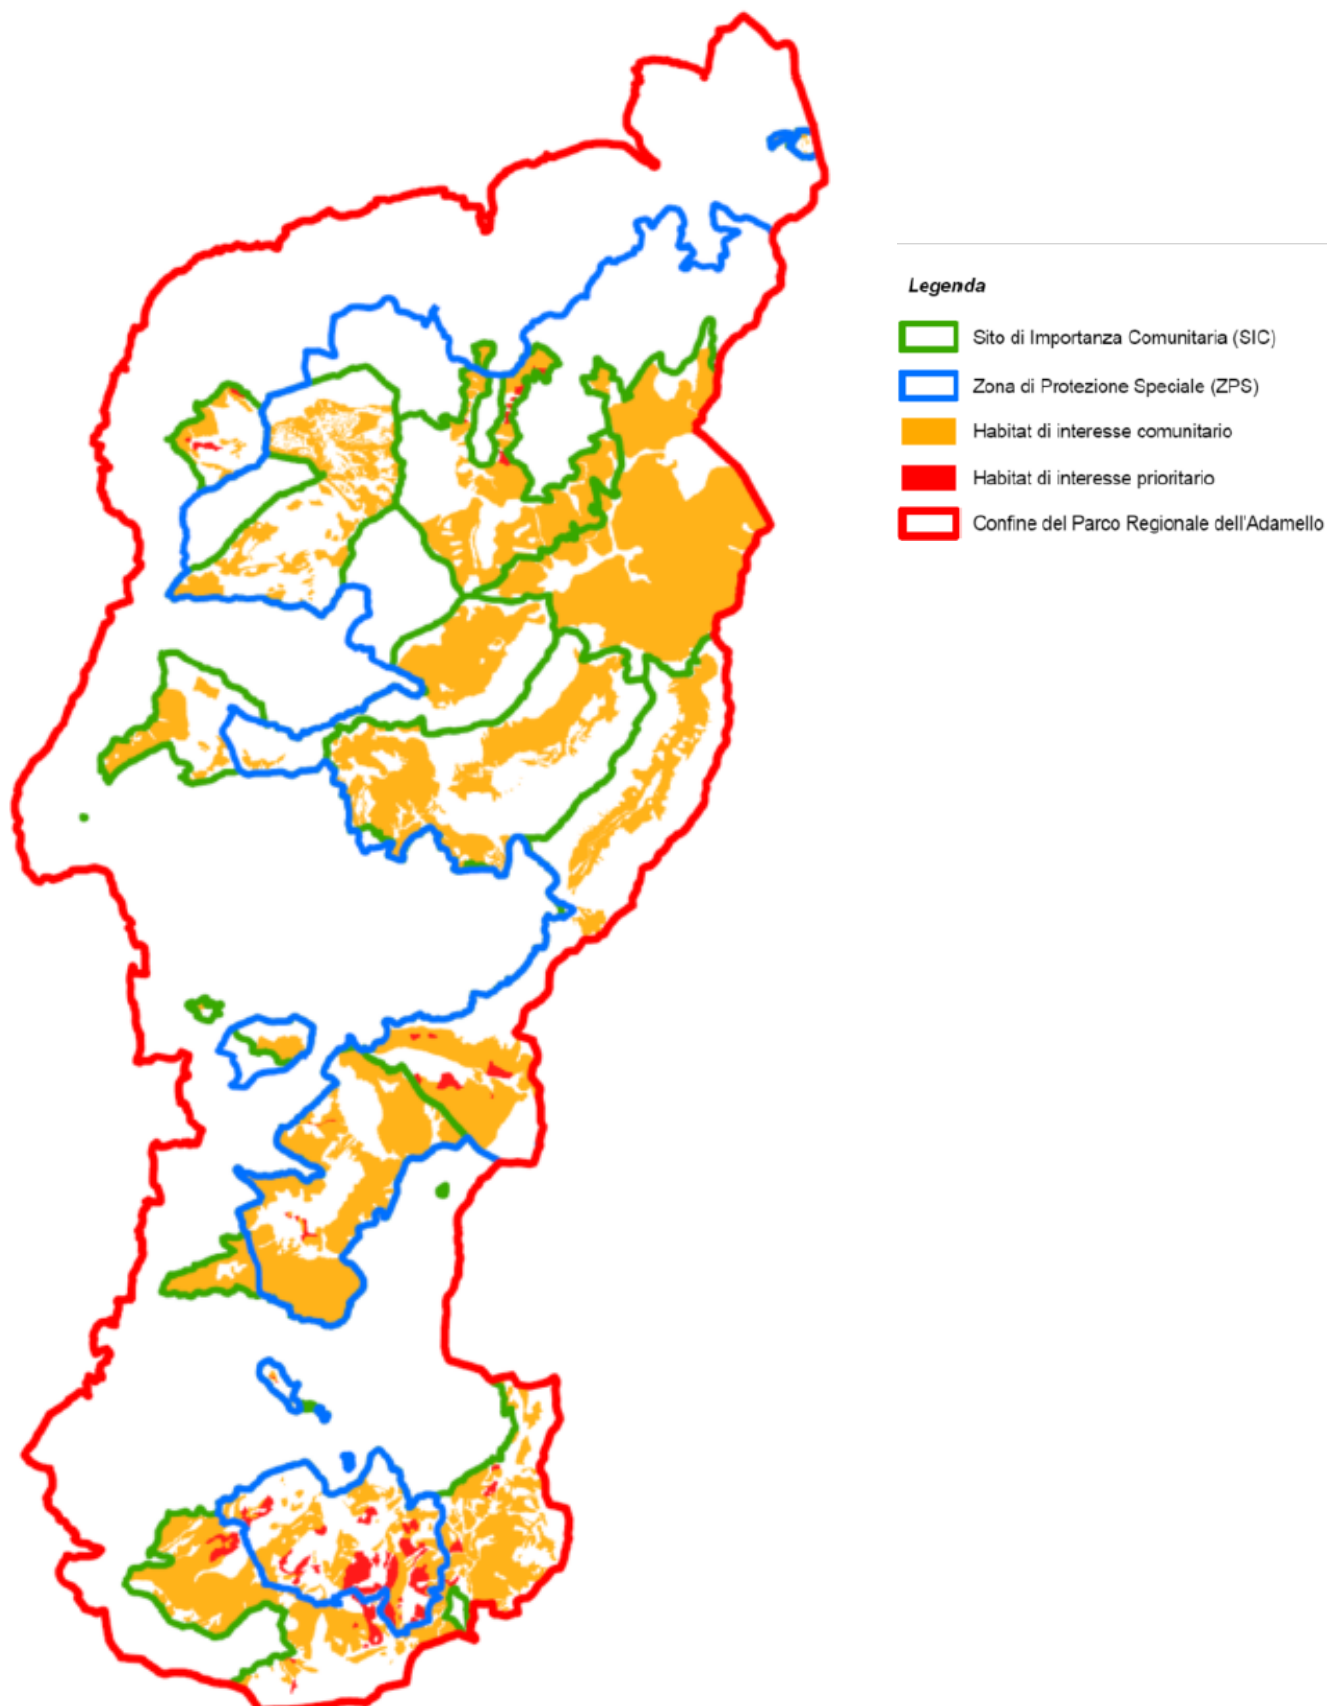 Legenda
Sito di Importanza Comunitaria (SIC)
Zona di Protezione Speciale (ZPS)
Habitat di interesse comunitario
Habitat di interesse prioritario
Confine del Parco Regionale dell'Adamello